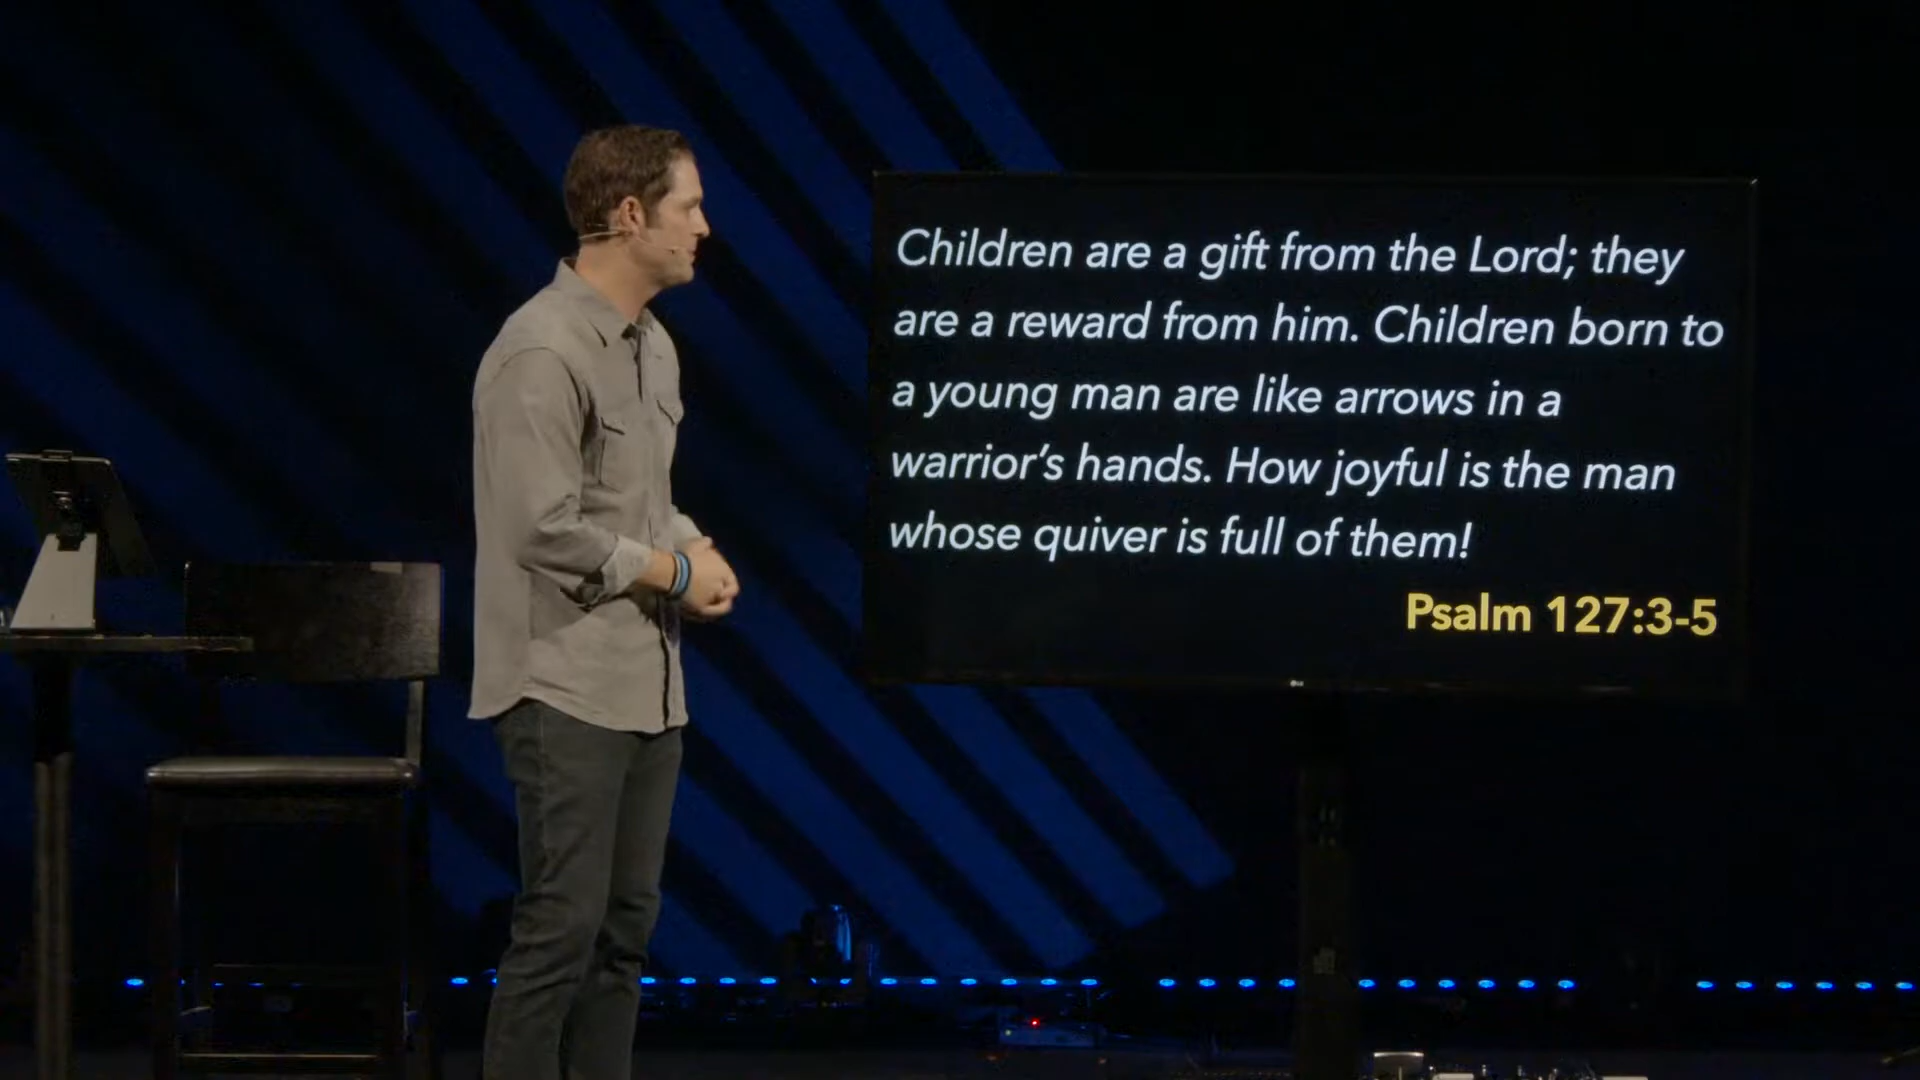 Children are a gift from the Lord; they
are a reward from him. Children born to
a young man are like arrows in a
warrior's hands. How joyful is the man
whose quiver is full of them!
Psalm 127:3-5